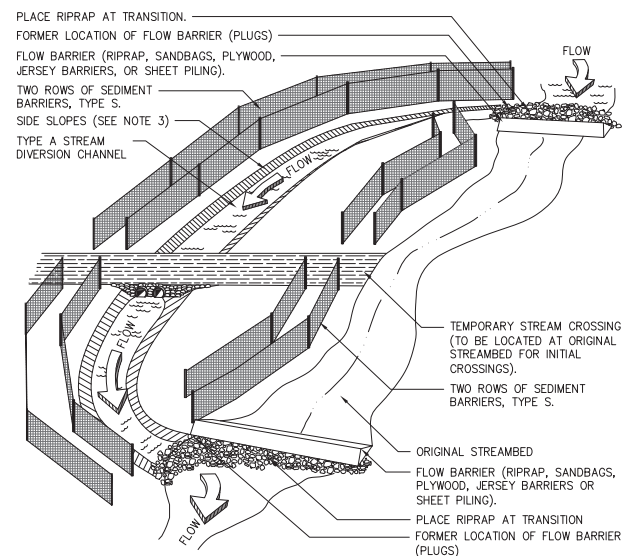 PLACE RIPRAP AT TRANSITION.
FORMER LOCATION OF FLOW BARRIER (PLUGS)
FLOW BARRIER (RIPRAP, SANDBAGS, PLYWOOD,
JERSEY BARRIERS, OR SHEET PILING).
TWO ROWS OF SEDIMENT
BARRIERS, TYPE S.
SIDE SLOPES (SEE NOTE 3)
TYPE A STREAM
DIVERSION CHANNEL
FLOW
FLOW
FLOW
TEMPORARY STREAM CROSSING
(TO BE LOCATED AT ORIGINAL
STREAMBED FOR INITIAL
CROSSINGS).
TWO ROWS OF SEDIMENT
BARRIERS, TYPE S.
ORIGINAL STREAMBED
FLOW BARRIER (RIPRAP, SANDBAGS,
PLYWOOD, JERSEY BARRIERS OR
SHEET PILING).
PLACE RIPRAP AT TRANSITION
FORMER LOCATION OF FLOW BARRIER
(PLUGS)
FLOW